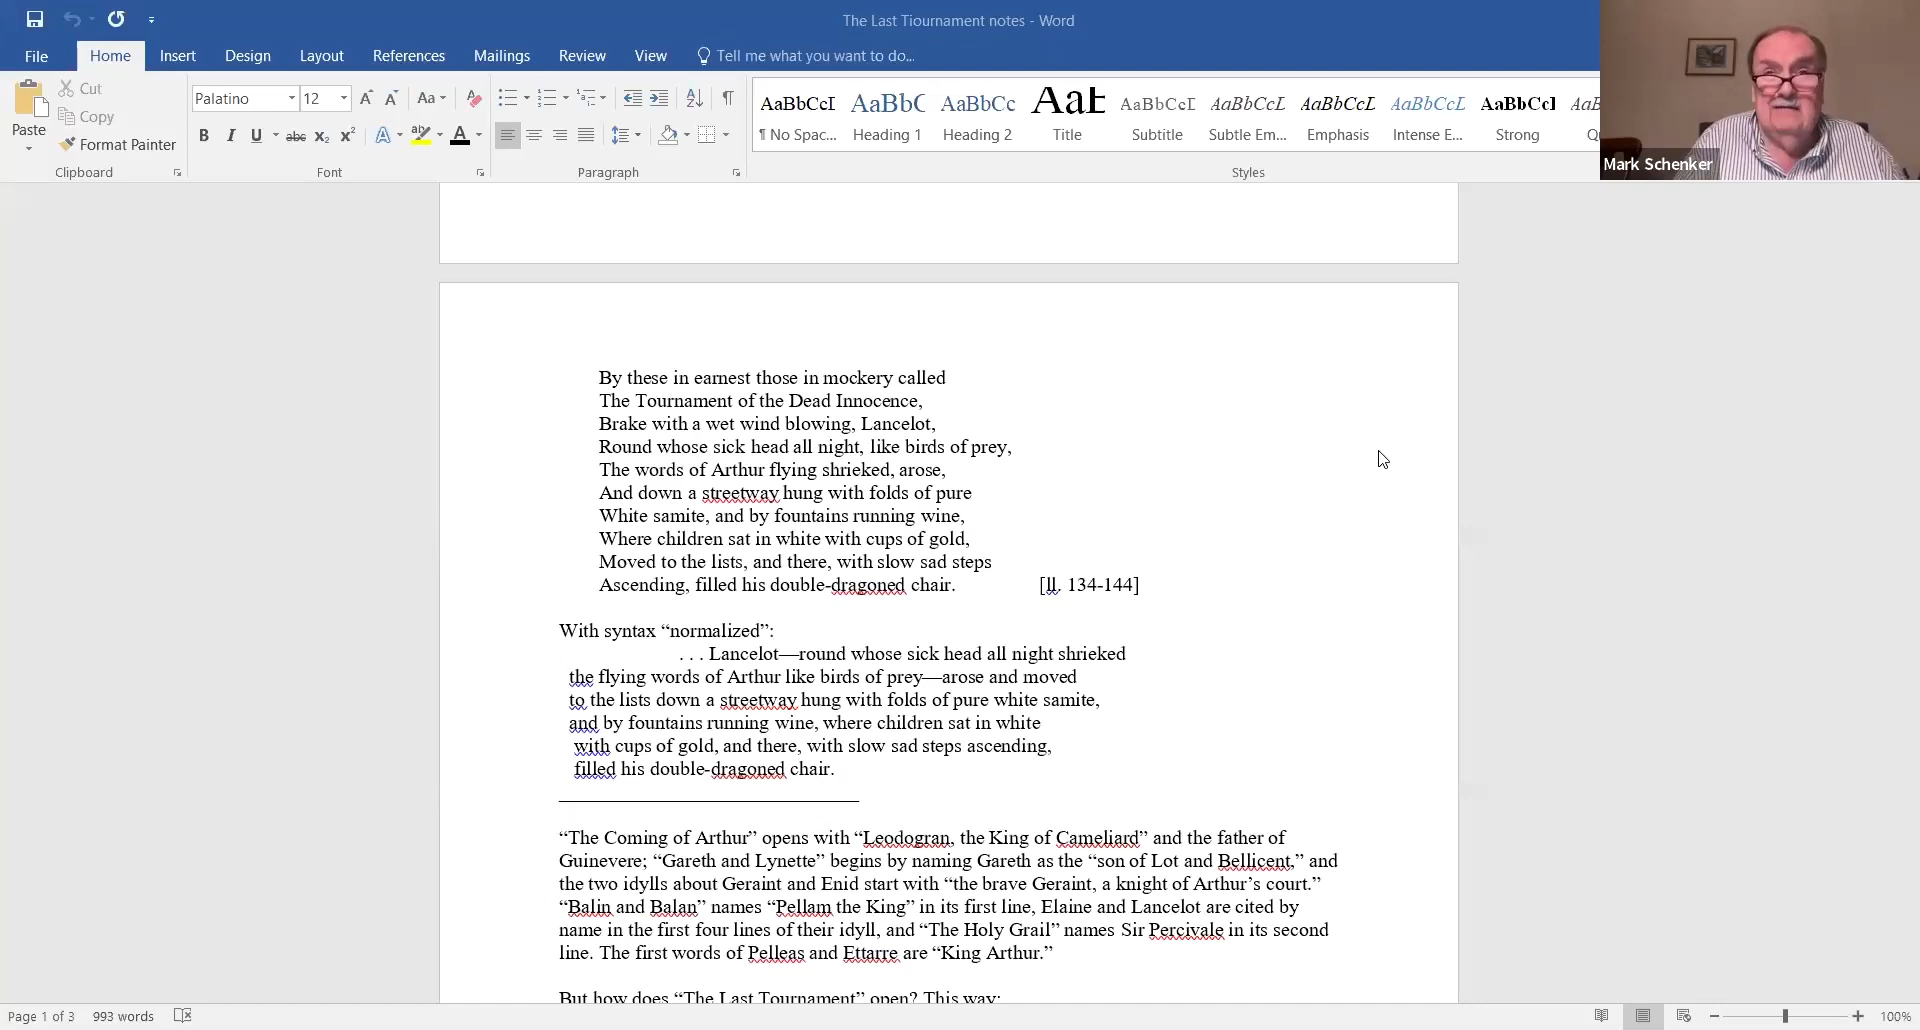 The Last Tiournament notes - Word
File Home Insert Design Layout References Mailings Review View Tell me what you want to do...
Paste
Cut
Copy
Format Painter
Clipboard
Palatino 12
Font
Paragraph
AaBbCcI AaBbC AaBbCc AaB AaBbCcD AaBbCcL AaBbCcL AaBbCcL AaBbCcI
¶ No Spac... Heading 1 Heading 2 Title Subtitle Subtle Em... Emphasis Intense E... Strong
Styles
Mark Schenker
By these in earnest those in mockery called
The Tournament of the Dead Innocence,
Brake with a wet wind blowing, Lancelot,
Round whose sick head all night, like birds of prey,
The words of Arthur flying shrieked, arose,
And down a streetway hung with folds of pure
White samite, and by fountains running wine,
Where children sat in white with cups of gold,
Moved to the lists, and there, with slow sad steps
Ascending, filled his double-dragoned chair. [ll. 134-144]
With syntax “normalized”:
. . . Lancelot—round whose sick head all night shrieked
the flying words of Arthur like birds of prey—arose and moved
to the lists down a streetway hung with folds of pure white samite,
and by fountains running wine, where children sat in white
with cups of gold, and there, with slow sad steps ascending,
filled his double-dragoned chair.
“The Coming of Arthur” opens with “Leodogran, the King of Cameliard” and the father of
Guinevere; “Gareth and Lynette” begins by naming Gareth as the “son of Lot and Bellicent,” and
the two idylls about Geraint and Enid start with “the brave Geraint, a knight of Arthur’s court.”
“Balin and Balan” names “Pellam the King” in its first line, Elaine and Lancelot are cited by
name in the first four lines of their idyll, and “The Holy Grail” names Sir Percivale in its second
line. The first words of Pelleas and Ettarre are “King Arthur.”
But how does “The Last Tournament” open? This way:
Page 1 of 3 993 words 100%